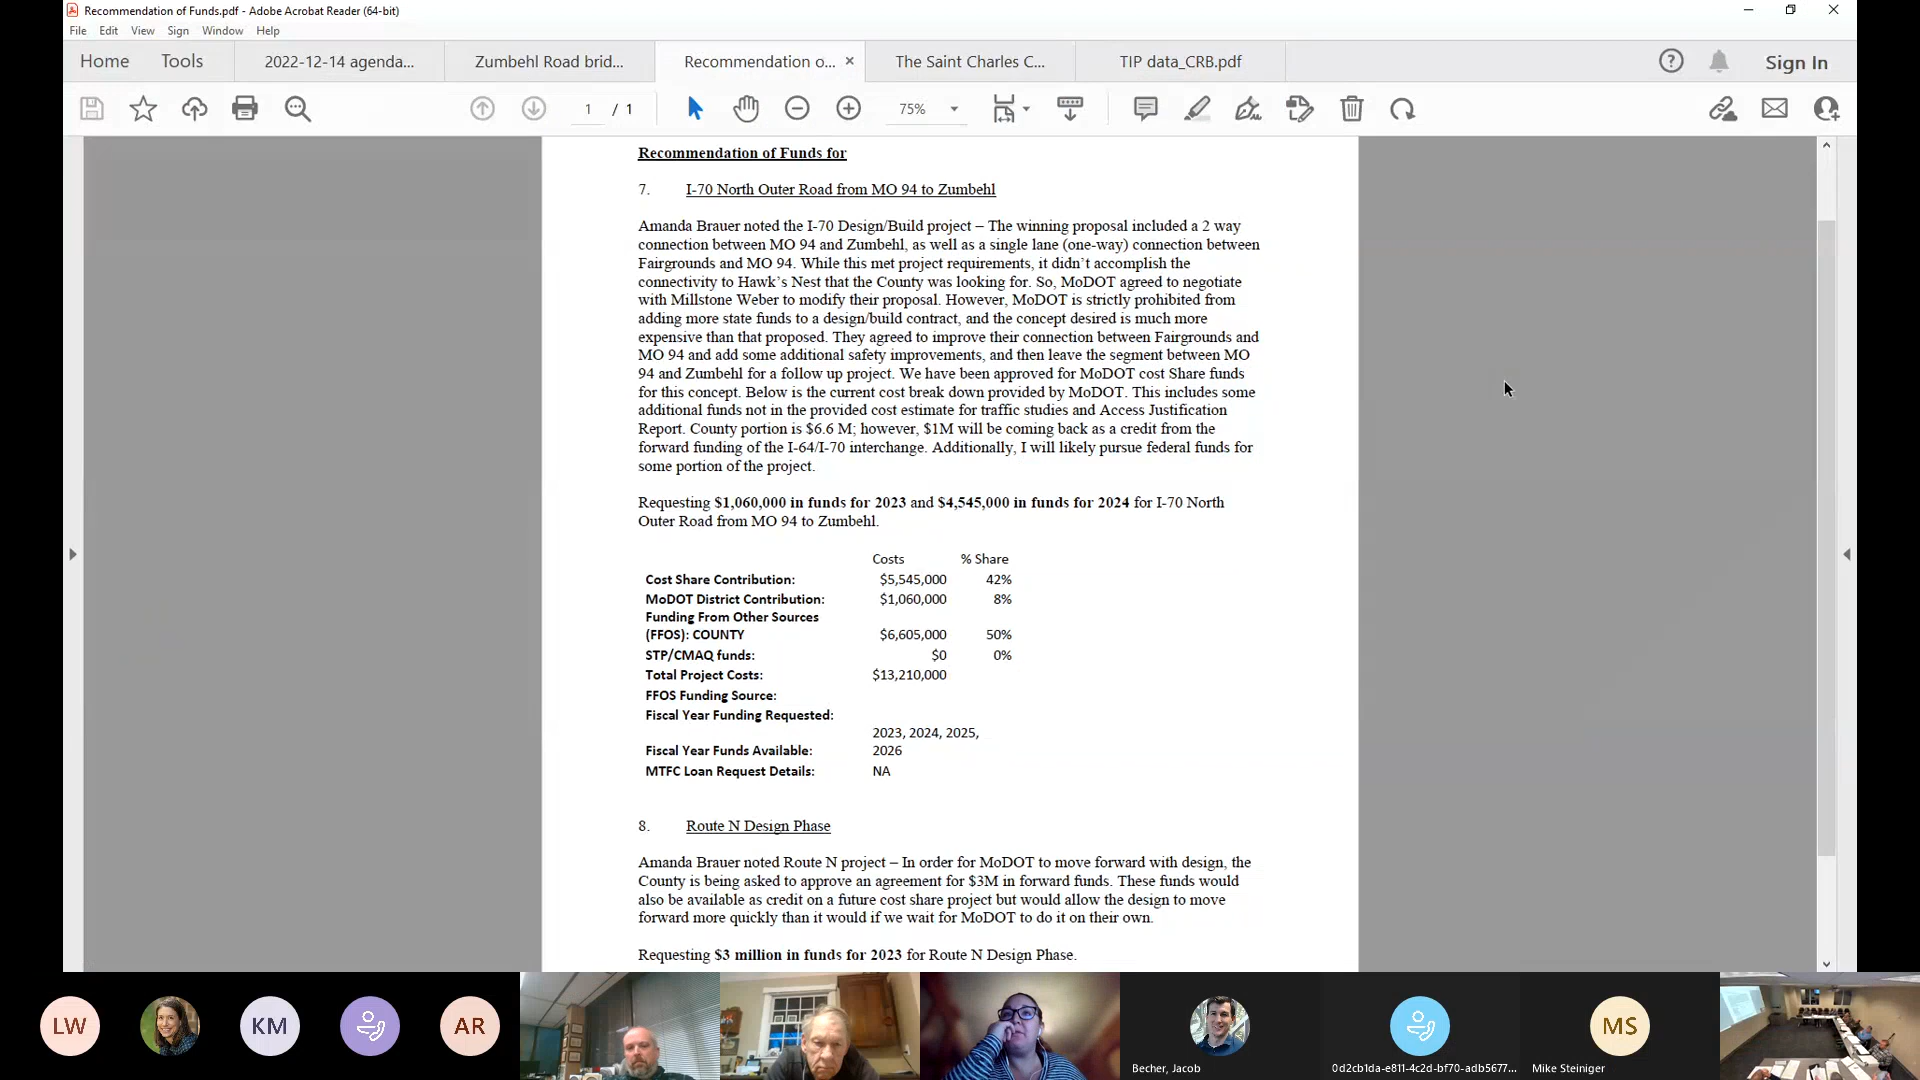 Recommendation of Funds.pdf - Adobe Acrobat Reader (64-bit)
File Edit View Sign Window Help
Home Tools 2022-12-14 agenda... Zumbehl Road brid... Recommendation o... × The Saint Charles C... TIP data_CRB.pdf Sign In
1 / 1 75%
Recommendation of Funds for
7. I-70 North Outer Road from MO 94 to Zumbehl
Amanda Brauer noted the I-70 Design/Build project – The winning proposal included a 2 way
connection between MO 94 and Zumbehl, as well as a single lane (one-way) connection between
Fairgrounds and MO 94. While this met project requirements, it didn’t accomplish the
connectivity to Hawk’s Nest that the County was looking for. So, MoDOT agreed to negotiate
with Millstone Weber to modify their proposal. However, MoDOT is strictly prohibited from
adding more state funds to a design/build contract, and the concept desired is much more
expensive than that proposed. They agreed to improve their connection between Fairgrounds and
MO 94 and add some additional safety improvements, and then leave the segment between MO
94 and Zumbehl for a follow up project. We have been approved for MoDOT cost Share funds
for this concept. Below is the current cost break down provided by MoDOT. This includes some
additional funds not in the provided cost estimate for traffic studies and Access Justification
Report. County portion is $6.6 M; however, $1M will be coming back as a credit from the
forward funding of the I-64/I-70 interchange. Additionally, I will likely pursue federal funds for
some portion of the project.
Requesting $1,060,000 in funds for 2023 and $4,545,000 in funds for 2024 for I-70 North
Outer Road from MO 94 to Zumbehl.
Costs % Share
Cost Share Contribution: $5,545,000 42%
MoDOT District Contribution: $1,060,000 8%
Funding From Other Sources
(FFOS): COUNTY $6,605,000 50%
STP/CMAQ funds: $0 0%
Total Project Costs: $13,210,000
FFOS Funding Source:
Fiscal Year Funding Requested:
2023, 2024, 2025,
Fiscal Year Funds Available: 2026
MTFC Loan Request Details: NA
8. Route N Design Phase
Amanda Brauer noted Route N project – In order for MoDOT to move forward with design, the
County is being asked to approve an agreement for $3M in forward funds. These funds would
also be available as credit on a future cost share project but would allow the design to move
forward more quickly than it would if we wait for MoDOT to do it on their own.
Requesting $3 million in funds for 2023 for Route N Design Phase.
LW KM AR MS
Becher, Jacob 0d2cb1da-e811-4c2d-bf70-adb5677... Mike Steiniger